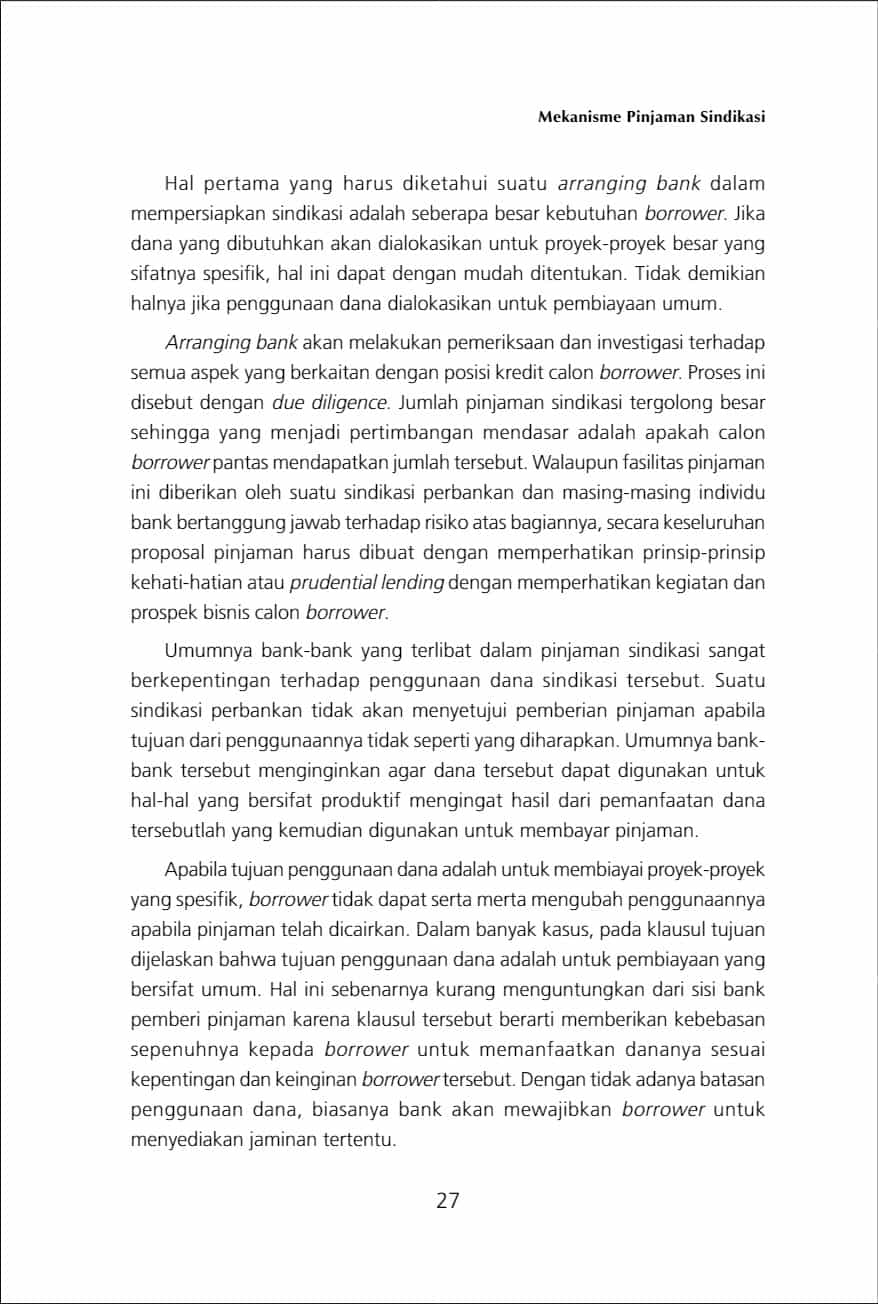 Mekanisme Pinjaman Sindikasi
Hal pertama yang harus diketahui suatu arranging bank dalam
mempersiapkan sindikasi adalah seberapa besar kebutuhan borrower. Jika
dana yang dibutuhkan akan dialokasikan untuk proyek-proyek besar yang
sifatnya spesifik, hal ini dapat dengan mudah ditentukan. Tidak demikian
halnya jika penggunaan dana dialokasikan untuk pembiayaan umum.
Arranging bank akan melakukan pemeriksaan dan investigasi terhadap
semua aspek yang berkaitan dengan posisi kredit calon borrower. Proses ini
disebut dengan due diligence. Jumlah pinjaman sindikasi tergolong besar
sehingga yang menjadi pertimbangan mendasar adalah apakah calon
borrower pantas mendapatkan jumlah tersebut. Walaupun fasilitas pinjaman
ini diberikan oleh suatu sindikasi perbankan dan masing-masing individu
bank bertanggung jawab terhadap risiko atas bagiannya, secara keseluruhan
proposal pinjaman harus dibuat dengan memperhatikan prinsip-prinsip
kehati-hatian atau prudential lending dengan memperhatikan kegiatan dan
prospek bisnis calon borrower.
Umumnya bank-bank yang terlibat dalam pinjaman sindikasi sangat
berkepentingan terhadap penggunaan dana sindikasi tersebut. Suatu
sindikasi perbankan tidak akan menyetujui pemberian pinjaman apabila
tujuan dari penggunaannya tidak seperti yang diharapkan. Umumnya bank-
bank tersebut menginginkan agar dana tersebut dapat digunakan untuk
hal-hal yang bersifat produktif mengingat hasil dari pemanfaatan dana
tersebutlah yang kemudian digunakan untuk membayar pinjaman.
Apabila tujuan penggunaan dana adalah untuk membiayai proyek-proyek
yang spesifik, borrower tidak dapat serta merta mengubah penggunaannya
apabila pinjaman telah dicairkan. Dalam banyak kasus, pada klausul tujuan
dijelaskan bahwa tujuan penggunaan dana adalah untuk pembiayaan yang
bersifat umum. Hal ini sebenarnya kurang menguntungkan dari sisi bank
pemberi pinjaman karena klausul tersebut berarti memberikan kebebasan
sepenuhnya kepada borrower untuk memanfaatkan dananya sesuai
kepentingan dan keinginan borrower tersebut. Dengan tidak adanya batasan
penggunaan dana, biasanya bank akan mewajibkan borrower untuk
menyediakan jaminan tertentu.
27